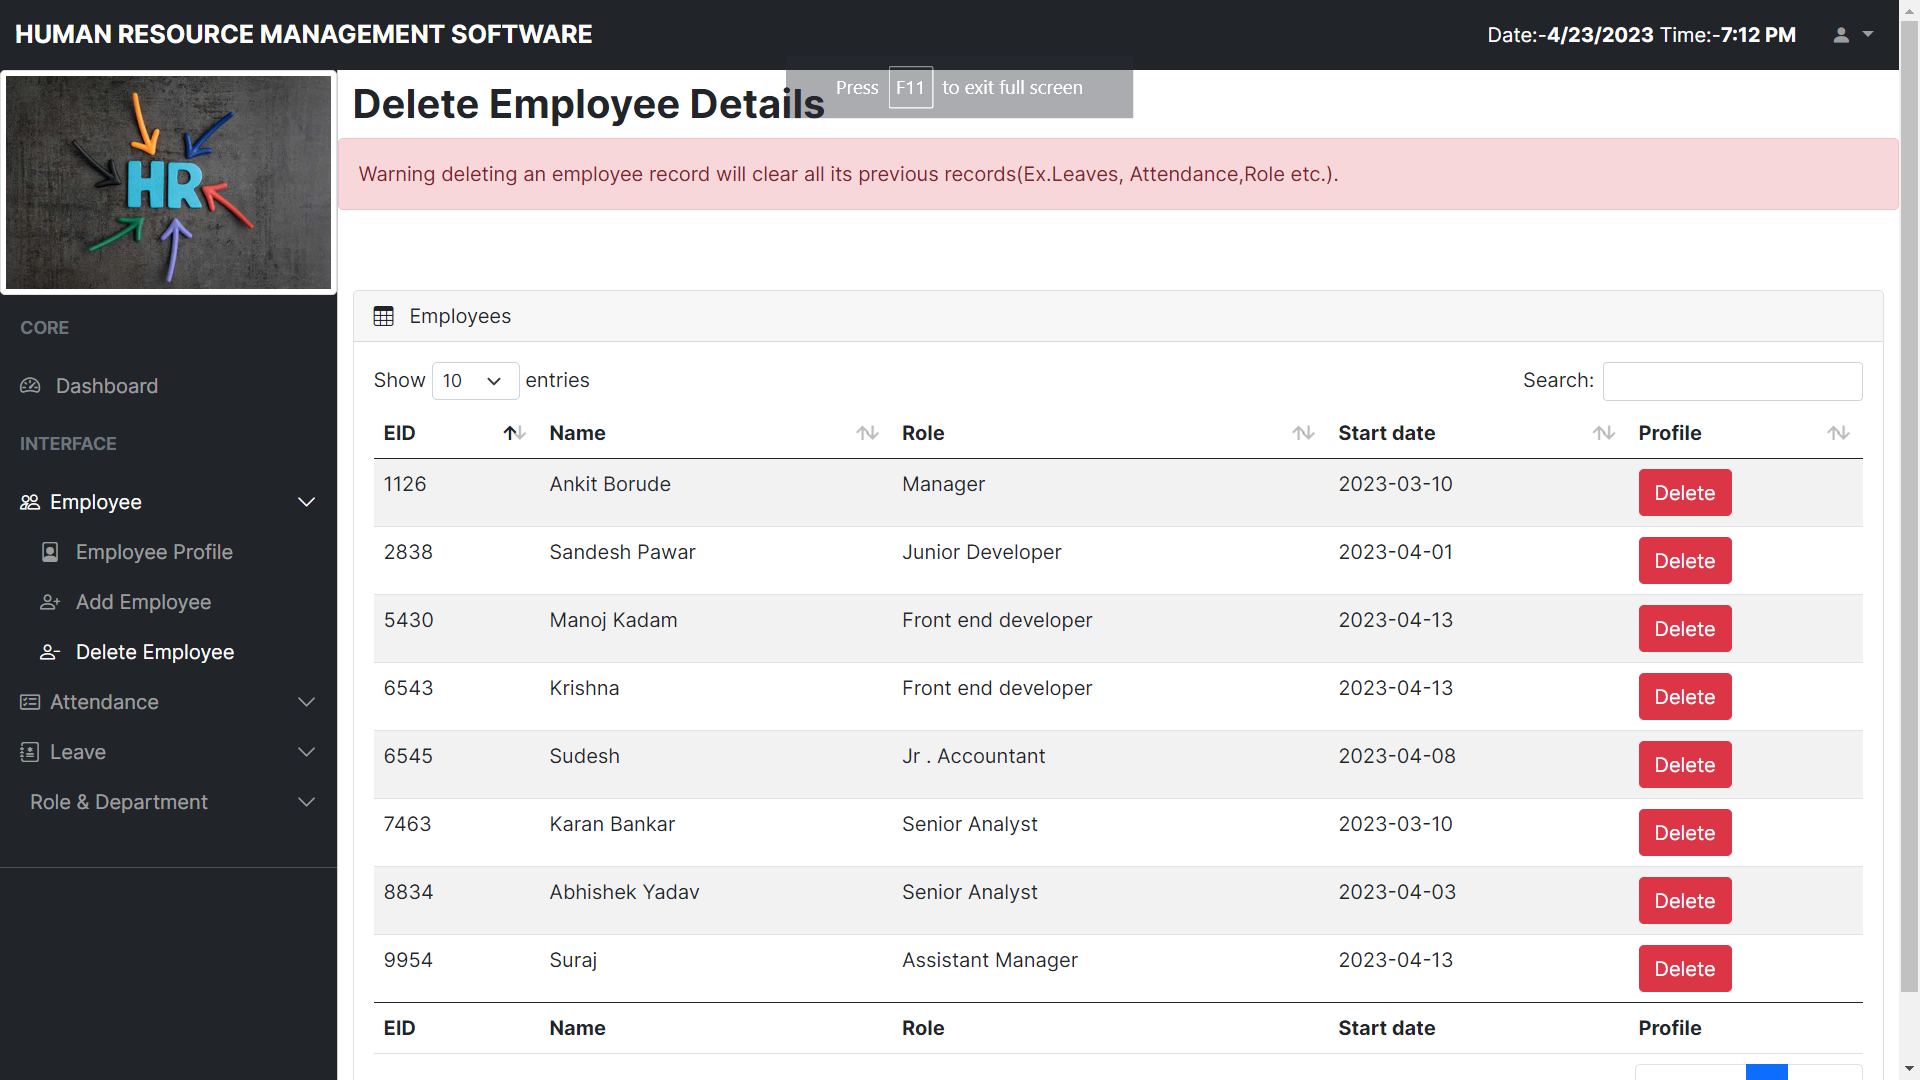 HUMAN RESOURCE MANAGEMENT SOFTWARE
Date:-4/23/2023 Time:-7:12 PM
Press F11 to exit full screen
HR
CORE
Dashboard
INTERFACE
Employee
Employee Profile
Add Employee
Delete Employee
Attendance
Leave
Role & Department
Delete Employee Details
Warning deleting an employee record will clear all its previous records(Ex.Leaves, Attendance,Role etc.).
Employees
Show 10 entries
Search:
EID Name Role Start date Profile
1126 Ankit Borude Manager 2023-03-10 Delete
2838 Sandesh Pawar Junior Developer 2023-04-01 Delete
5430 Manoj Kadam Front end developer 2023-04-13 Delete
6543 Krishna Front end developer 2023-04-13 Delete
6545 Sudesh Jr . Accountant 2023-04-08 Delete
7463 Karan Bankar Senior Analyst 2023-03-10 Delete
8834 Abhishek Yadav Senior Analyst 2023-04-03 Delete
9954 Suraj Assistant Manager 2023-04-13 Delete
EID Name Role Start date Profile